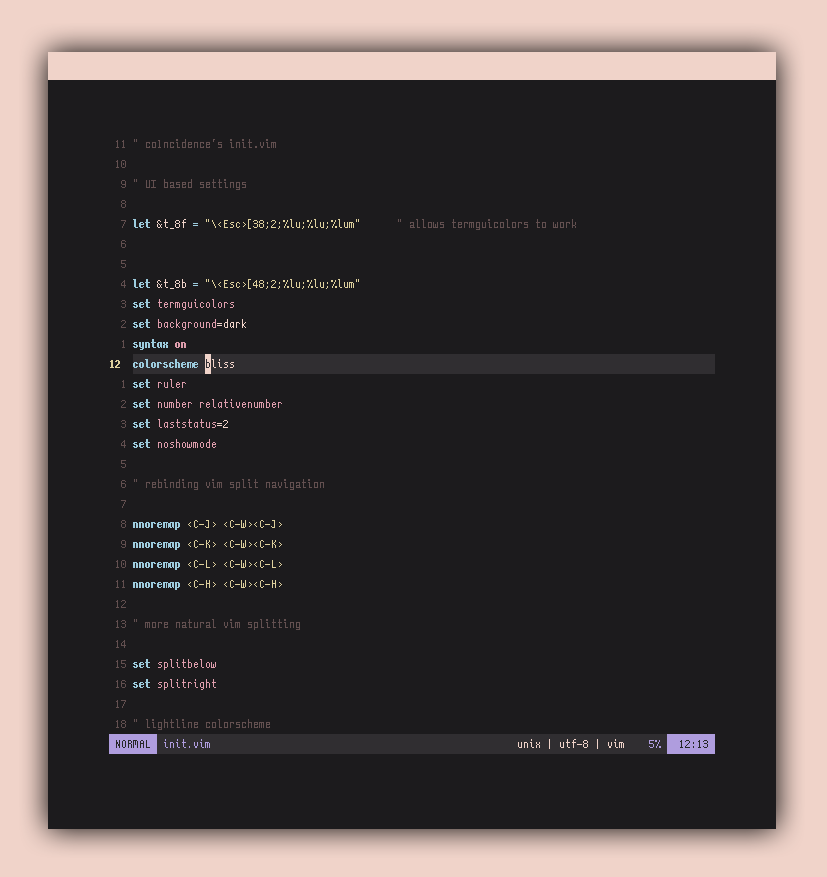 11 " co1ncidence's init.vim
10
9 " UI based settings
8
7 let &t_8f = "\<Esc>[38;2;%lu;%lu;%lum"      " allows termguicolors to work
6
5
4 let &t_8b = "\<Esc>[48;2;%lu;%lu;%lum"
3 set termguicolors
2 set background=dark
1 syntax on
12 colorscheme bliss
1 set ruler
2 set number relativenumber
3 set laststatus=2
4 set noshowmode
5
6 " rebinding vim split navigation
7
8 nnoremap <C-J> <C-W><C-J>
9 nnoremap <C-K> <C-W><C-K>
10 nnoremap <C-L> <C-W><C-L>
11 nnoremap <C-H> <C-W><C-H>
12
13 " more natural vim splitting
14
15 set splitbelow
16 set splitright
17
18 " lightline colorscheme
NORMAL init.vim unix | utf-8 | vim 5% 12:13